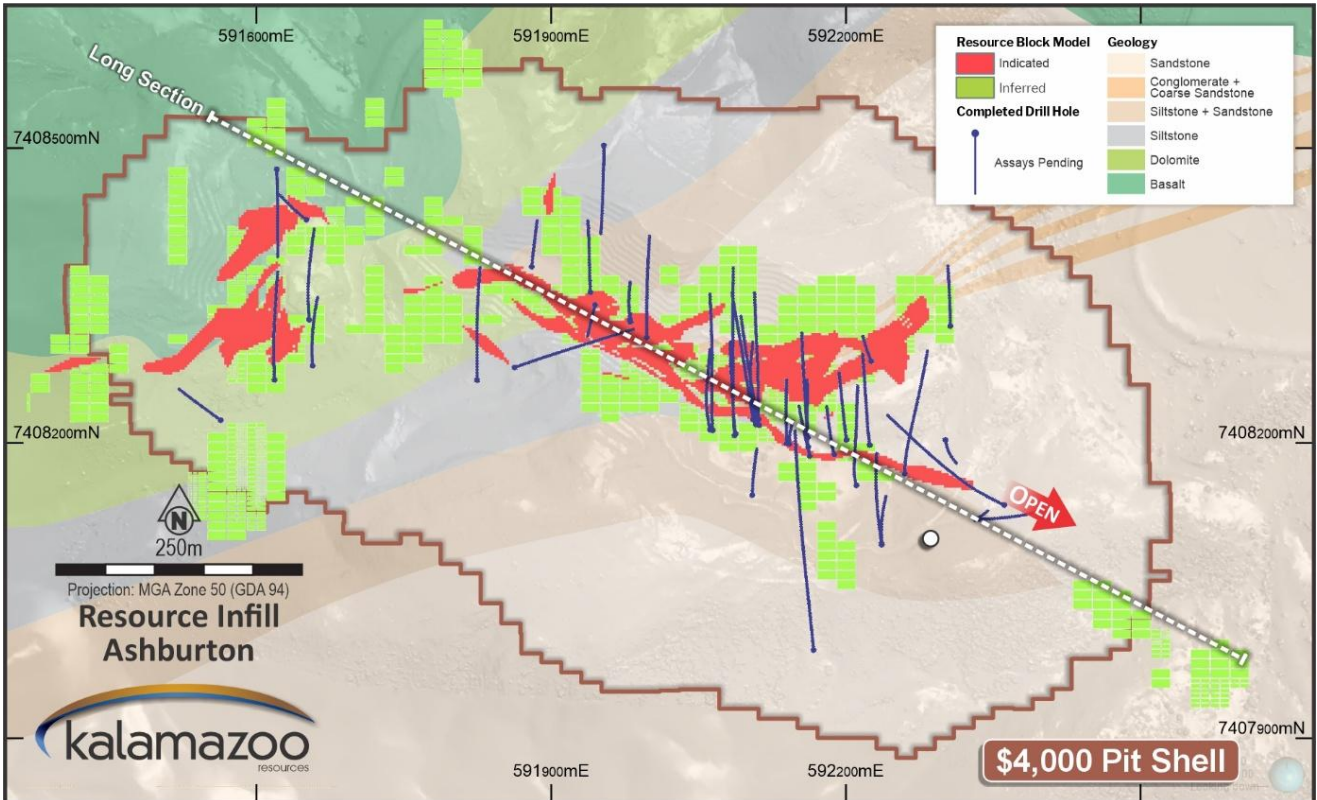 591600mE
591900mE
592200mE
Long Section
7408500mN
Resource Block Model
Indicated
Inferred
Completed Drill Hole
Assays Pending
Geology
Sandstone
Conglomerate +
Coarse Sandstone
Siltstone + Sandstone
Siltstone
Dolomite
Basalt
7408200mN
7408200mN
OPEN
N
250m
Projection: MGA Zone 50 (GDA 94)
Resource Infill
Ashburton
kalamazoo
resources
7407900mN
591900mE
592200mE
$4,000 Pit Shell